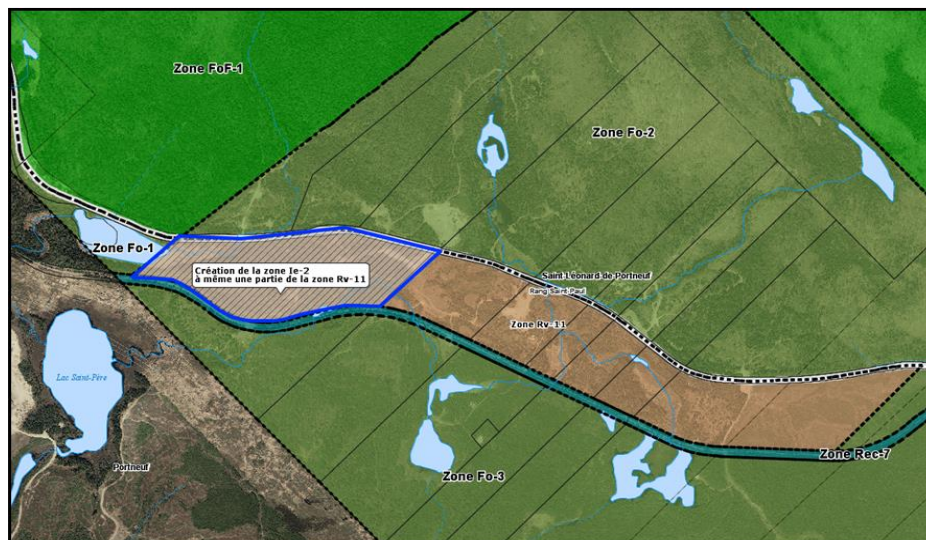 Zone FoF-1
Zone Fo-2
Zone Fo-1
Création de la zone Ie-2
à même une partie de la zone Rv-11
Saint-Léonard-de-Portneuf
Rang Saint-Paul
Zone Rv-11
Lac Saint-Père
Portneuf
Zone Fo-3
Zone Rec-7